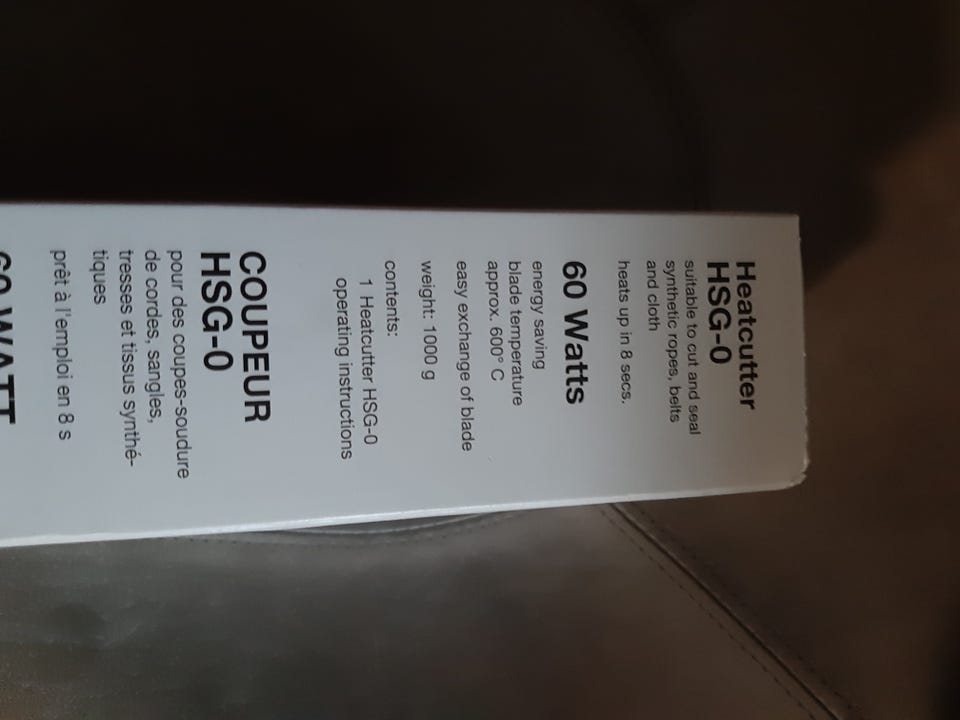 Heatcutter
HSG-0
suitable to cut and seal
synthetic ropes, belts
and cloth
heats up in 8 secs.
60 Watts
energy saving
blade temperature
approx. 600° C
easy exchange of blade
weight: 1000 g
contents:
1 Heatcutter HSG-0
operating instructions
COUPEUR
HSG-0
pour des coupes-soudure
de cordes, sangles,
tresses et tissus synthé-
tiques
prêt à l'emploi en 8 s
60 WATT